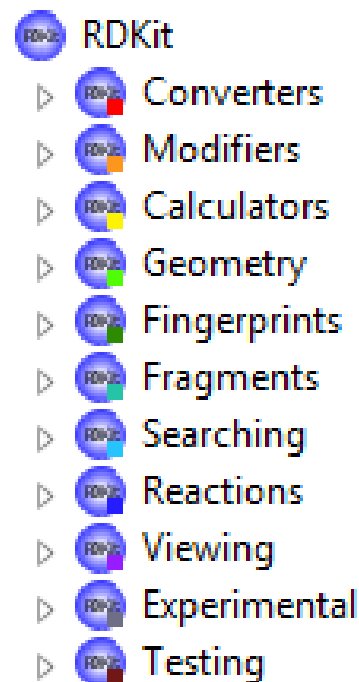 RDKit
Converters
Modifiers
Calculators
Geometry
Fingerprints
Fragments
Searching
Reactions
Viewing
Experimental
Testing